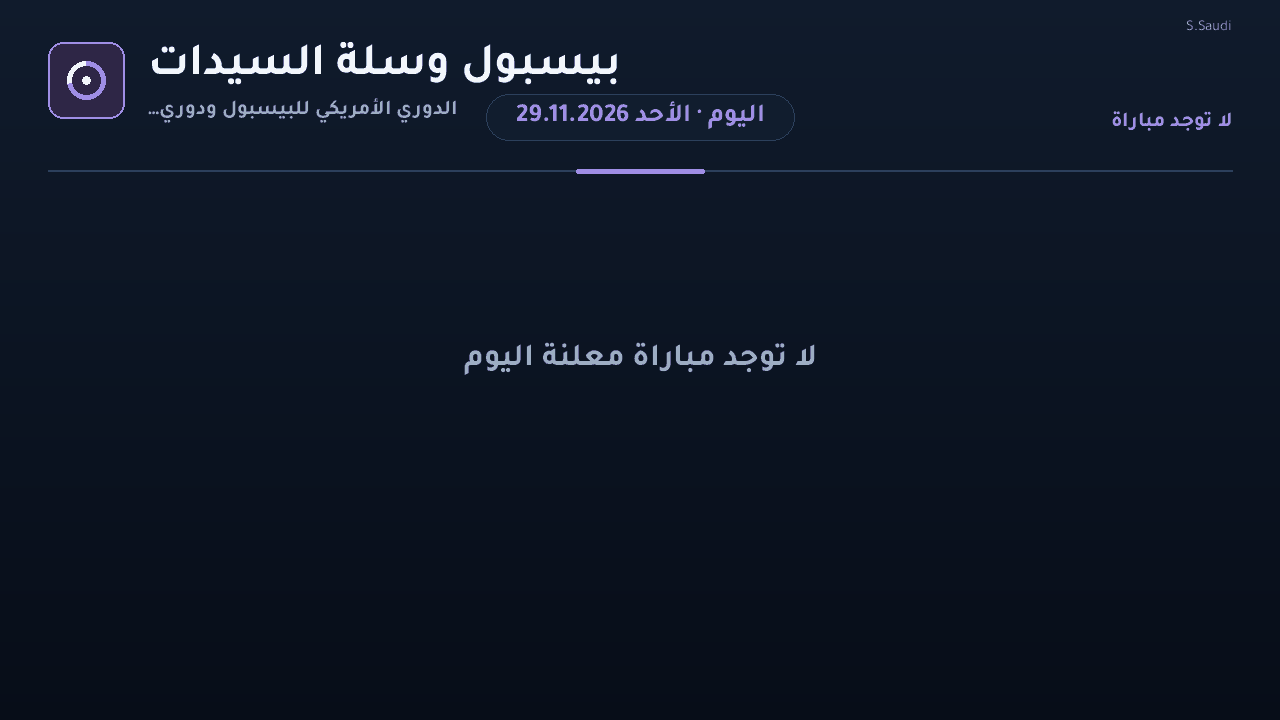 S.Saudi
بيسبول وسلة السيدات
الدوري الأمريكي للبيسبول ودوري...
اليوم · الأحد 29.11.2026
لا توجد مباراة
لا توجد مباراة معلنة اليوم